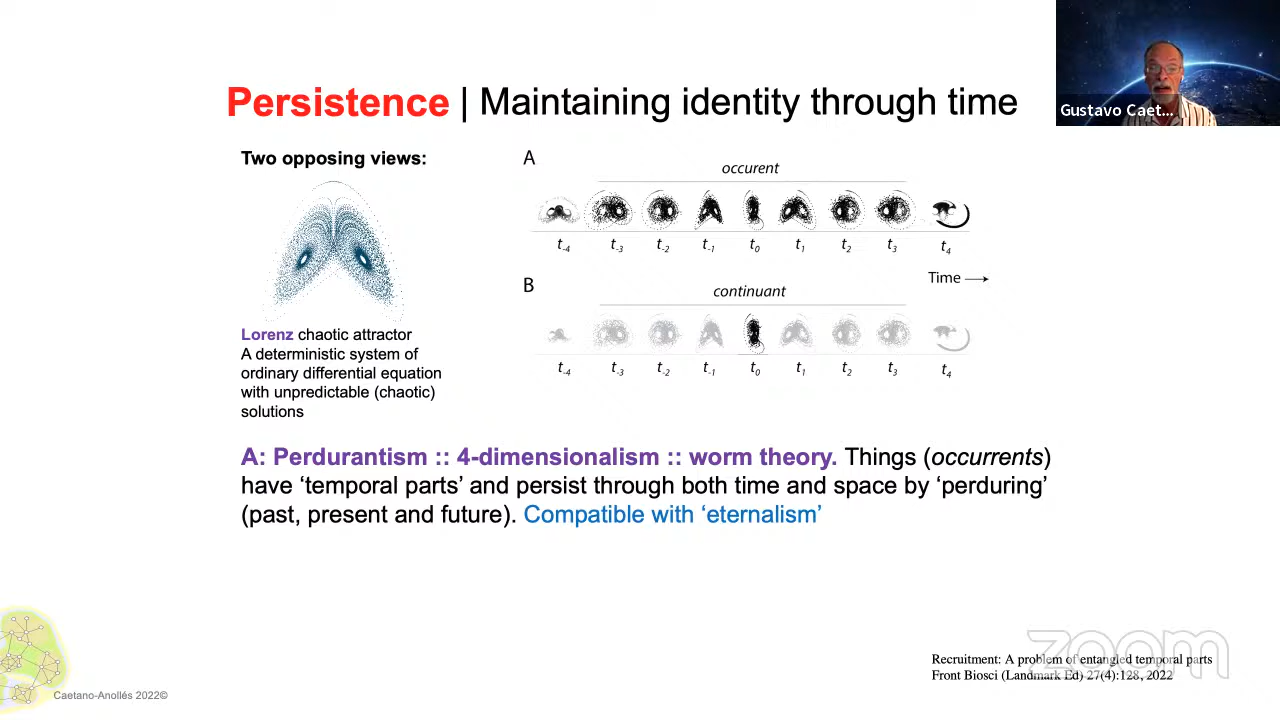 Persistence | Maintaining identity through time
Gustavo Caet...
Two opposing views:
A
occurent
t-4 t-3 t-2 t-1 t0 t1 t2 t3 t4
Time
B
continuant
t-4 t-3 t-2 t-1 t0 t1 t2 t3 t4
Lorenz chaotic attractor
A deterministic system of
ordinary differential equation
with unpredictable (chaotic)
solutions
A: Perdurantism :: 4-dimensionalism :: worm theory. Things (occurrents)
have ‘temporal parts’ and persist through both time and space by ‘perduring’
(past, present and future). Compatible with ‘eternalism’
zoom
Recruitment: A problem of entangled temporal parts
Front Biosci (Landmark Ed) 27(4):128, 2022
Caetano-Anollés 2022©